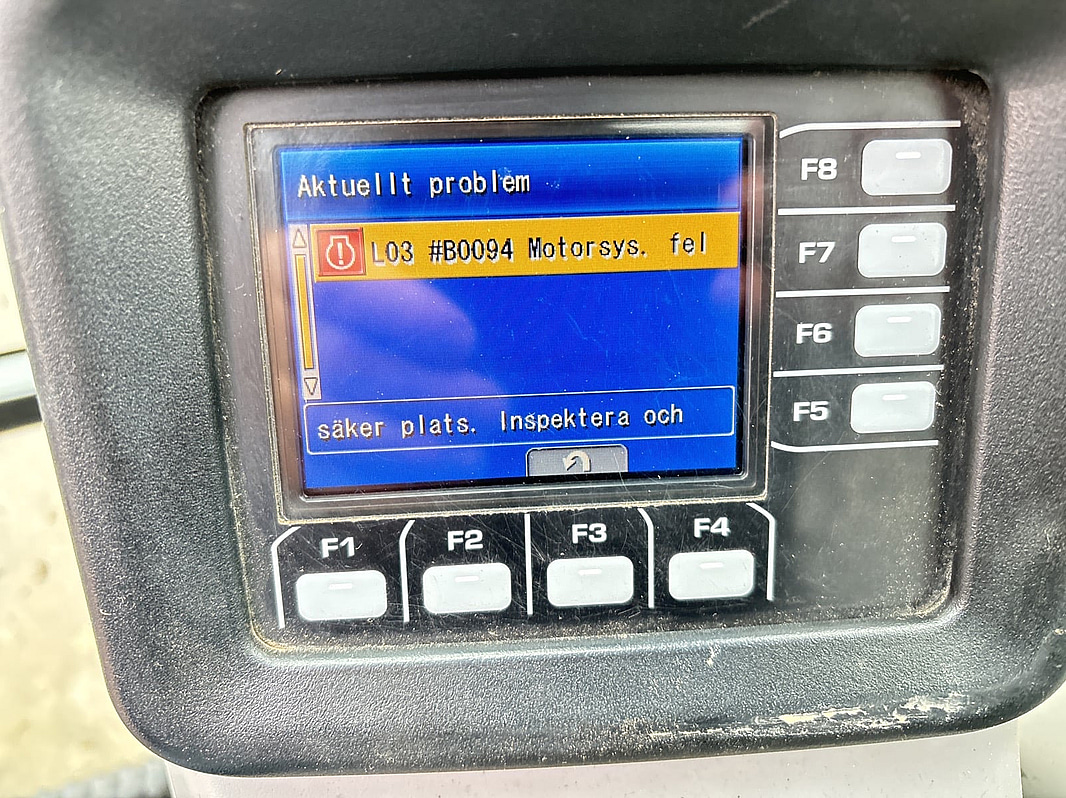 Aktuellt problem
L03 #B0094 Motorsys. fel
säker plats. Inspektera och
F8
F7
F6
F5
F1
F2
F3
F4